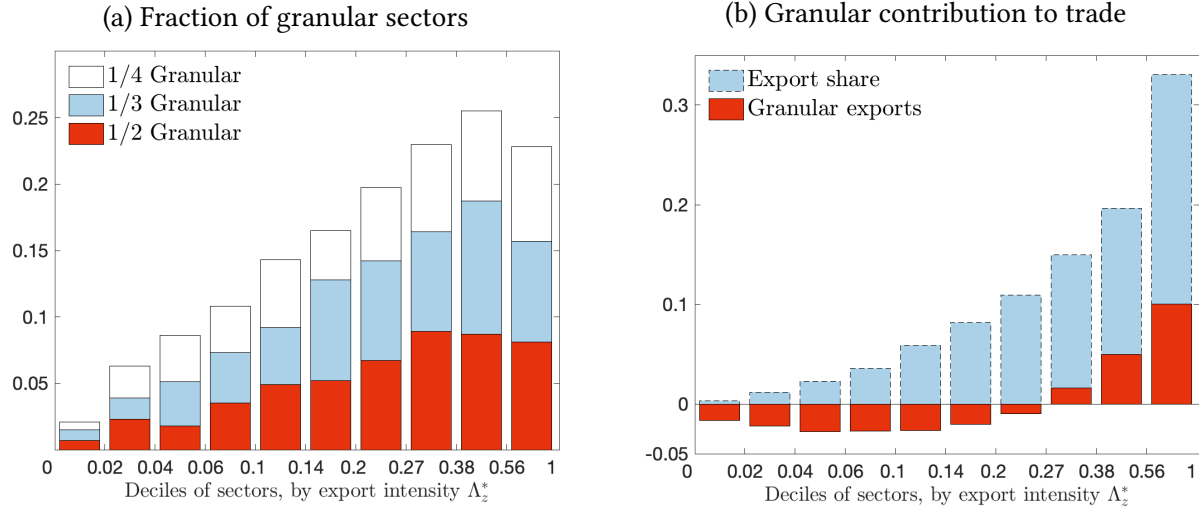 (a) Fraction of granular sectors
1/4 Granular
1/3 Granular
1/2 Granular
0.25
0.2
0.15
0.1
0.05
0 0.02 0.04 0.06 0.1 0.14 0.2 0.27 0.38 0.56 1
Deciles of sectors, by export intensity Λ*z
(b) Granular contribution to trade
Export share
Granular exports
0.3
0.2
0.1
0
-0.05
0 0.02 0.04 0.06 0.1 0.14 0.2 0.27 0.38 0.56 1
Deciles of sectors, by export intensity Λ*z